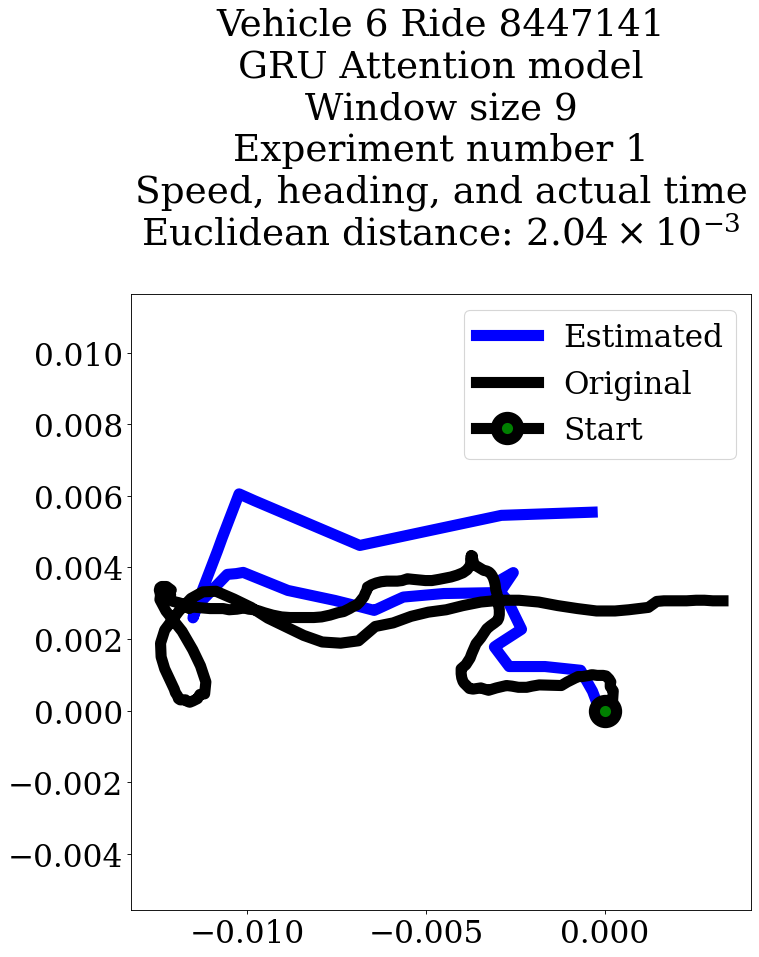 Vehicle 6 Ride 8447141
GRU Attention model
Window size 9
Experiment number 1
Speed, heading, and actual time
Euclidean distance: 2.04 × 10⁻³
Estimated
Original
Start
0.010
0.008
0.006
0.004
0.002
0.000
−0.002
−0.004
−0.010 −0.005 0.000